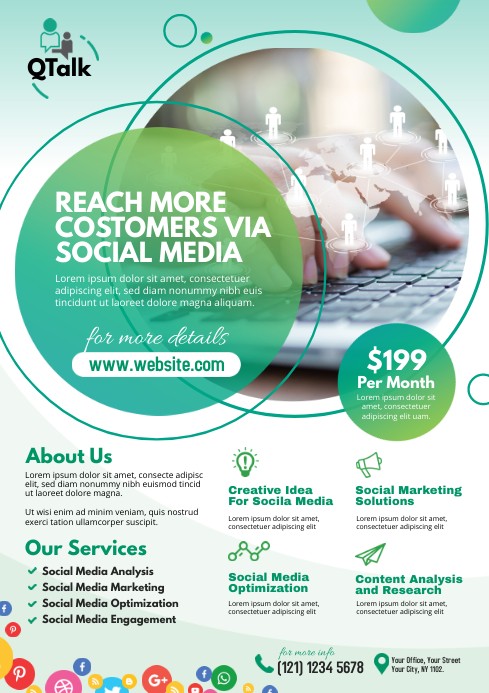 QTalk
REACH MORE
COSTOMERS VIA
SOCIAL MEDIA
Lorem ipsum dolor sit amet, consectetuer
adipiscing elit, sed diam nonummy nibh euis
tincidunt ut laoreet dolore magna aliquam.
for more details
www.website.com
$199
Per Month
Lorem ipsum dolor sit
amet, consectetuer
adipiscing elit uam.
About Us
Lorem ipsum dolor sit amet, consecte adipisc
elit, sed diam nonummy nibh euismod tincid
ut laoreet dolore magna.
Ut wisi enim ad minim veniam, quis nostrud
exerci tation ullamcorper suscipit.
Our Services
Social Media Analysis
Social Media Marketing
Social Media Optimization
Social Media Engagement
Creative Idea
For Socila Media
Lorem ipsum dolor sit amet,
consectetuer adipiscing elit
Social Marketing
Solutions
Lorem ipsum dolor sit amet,
consectetuer adipiscing elit
Social Media
Optimization
Lorem ipsum dolor sit amet,
consectetuer adipiscing elit
Content Analysis
and Research
Lorem ipsum dolor sit amet,
consectetuer adipiscing elit
for more info
(121) 1234 5678
Your Office, Your Street
Your City, NY 1102.